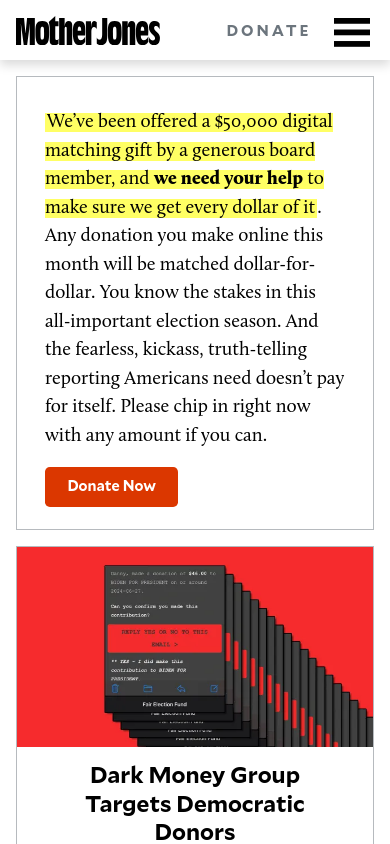 Mother Jones
DONATE
We've been offered a $50,000 digital
matching gift by a generous board
member, and we need your help to
make sure we get every dollar of it.
Any donation you make online this
month will be matched dollar-for-
dollar. You know the stakes in this
all-important election season. And
the fearless, kickass, truth-telling
reporting Americans need doesn't pay
for itself. Please chip in right now
with any amount if you can.
Donate Now
made a donation of $46.00 to
BIDEN FOR PRESIDENT on or around
2024-06-27.
Can you confirm you made this
contribution?
REPLY YES OR NO TO THIS
EMAIL >
** YES - I did make this
contribution to BIDEN FOR
PRESIDENT
Fair Election Fund
Fair Election Fund
Dark Money Group
Targets Democratic
Donors